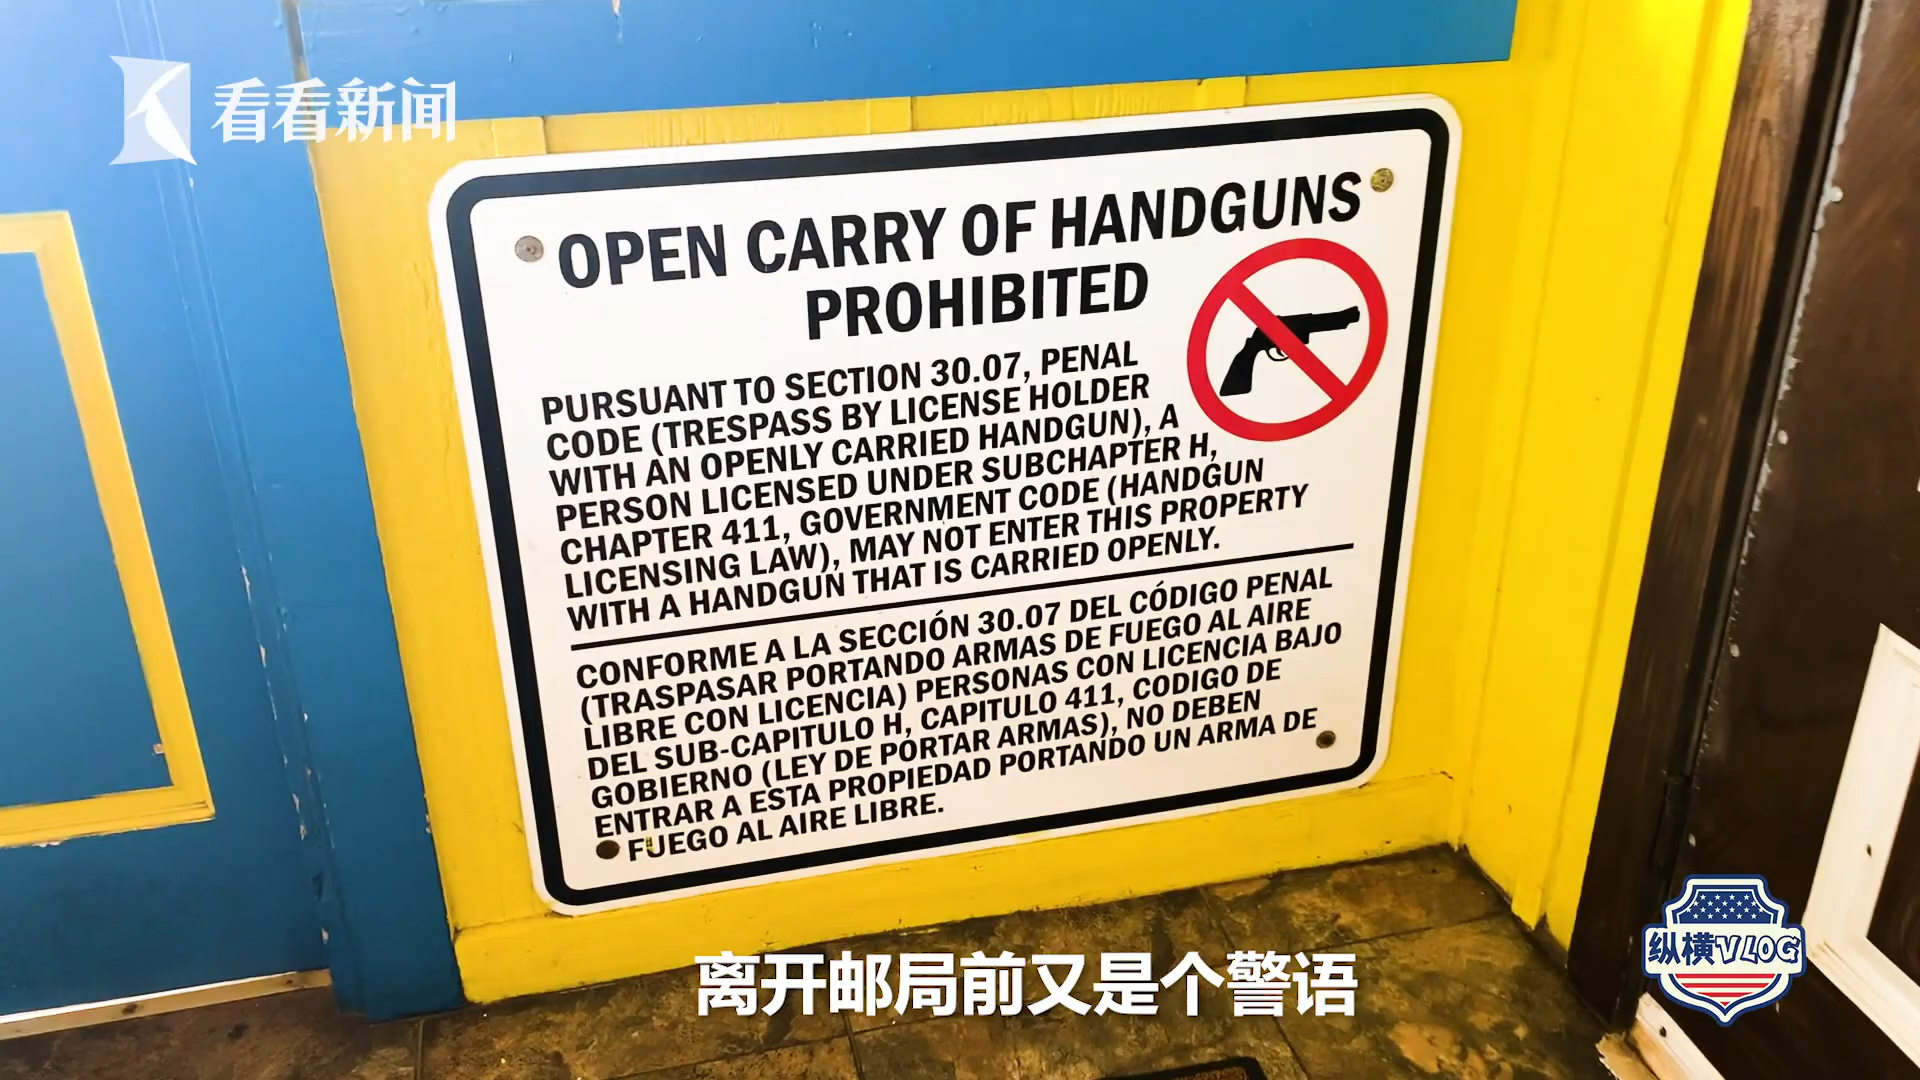 看看新闻
OPEN CARRY OF HANDGUNS
PROHIBITED
PURSUANT TO SECTION 30.07, PENAL
CODE (TRESPASS BY LICENSE HOLDER
WITH AN OPENLY CARRIED HANDGUN), A
PERSON LICENSED UNDER SUBCHAPTER H,
CHAPTER 411, GOVERNMENT CODE (HANDGUN
LICENSING LAW), MAY NOT ENTER THIS PROPERTY
WITH A HANDGUN THAT IS CARRIED OPENLY.
CONFORME A LA SECCIÓN 30.07 DEL CÓDIGO PENAL
(TRASPASAR PORTANDO ARMAS DE FUEGO AL AIRE
LIBRE CON LICENCIA) PERSONAS CON LICENCIA BAJO
DEL SUB-CAPITULO H, CAPITULO 411, CODIGO DE
GOBIERNO (LEY DE PORTAR ARMAS), NO DEBEN
ENTRAR A ESTA PROPIEDAD PORTANDO UN ARMA DE
FUEGO AL AIRE LIBRE.
纵横VLOG
离开邮局前又是个警语